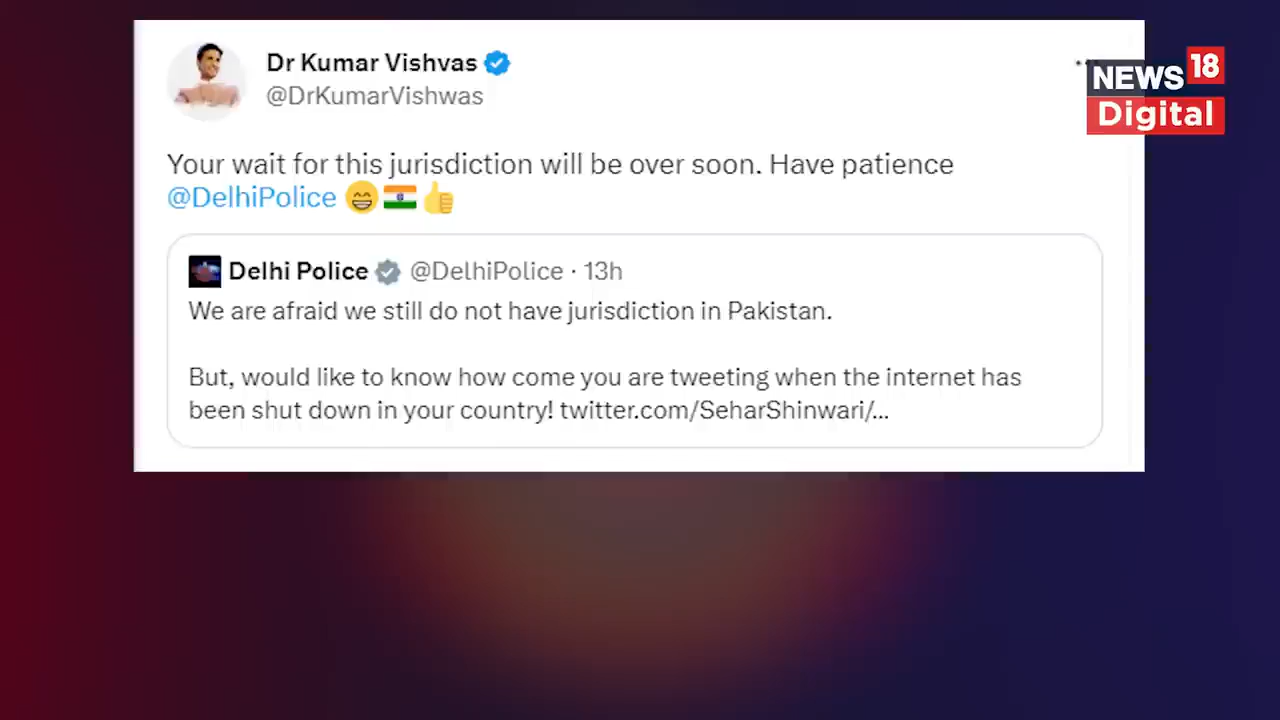 Dr Kumar Vishvas
@DrKumarVishwas
NEWS 18
Digital
Your wait for this jurisdiction will be over soon. Have patience
@DelhiPolice 😁🇮🇳👍
Delhi Police @DelhiPolice · 13h
We are afraid we still do not have jurisdiction in Pakistan.
But, would like to know how come you are tweeting when the internet has
been shut down in your country! twitter.com/SeharShinwari/...